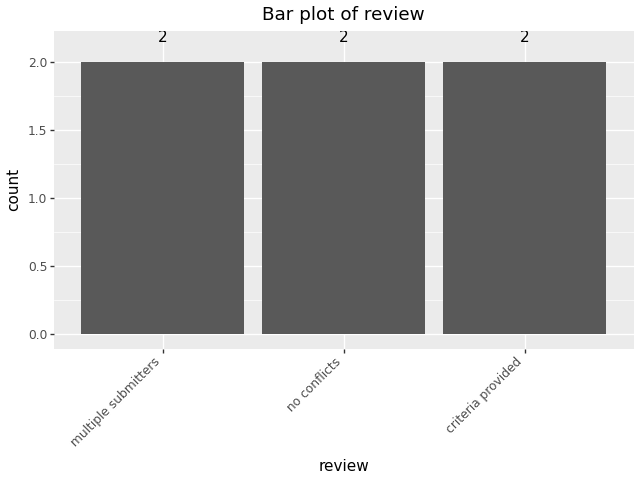 Bar plot of review
2 2 2
2.0
1.5
1.0
0.5
0.0
count
multiple submitters
no conflicts
criteria provided
review